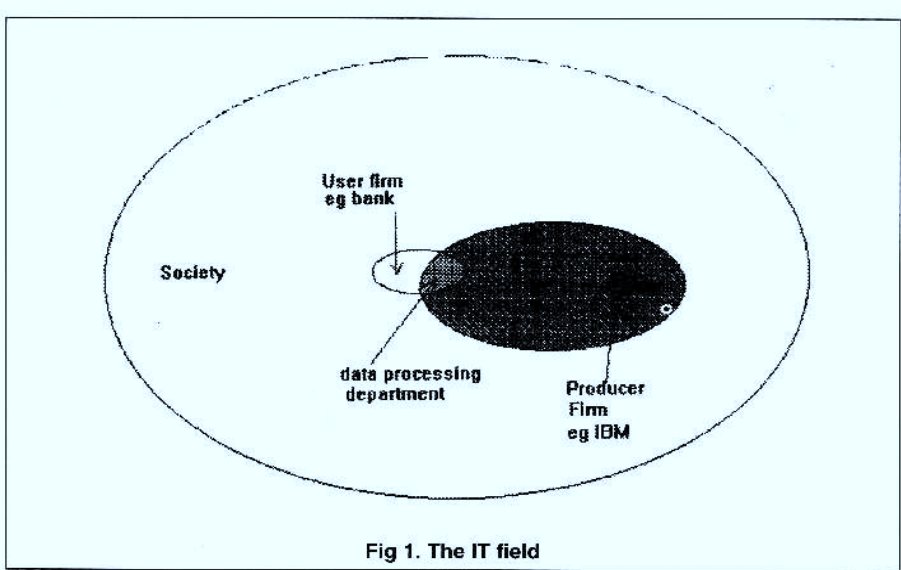 User firm
eg bank
Society
data processing
department
Producer
Firm
eg IBM
Fig 1. The IT field